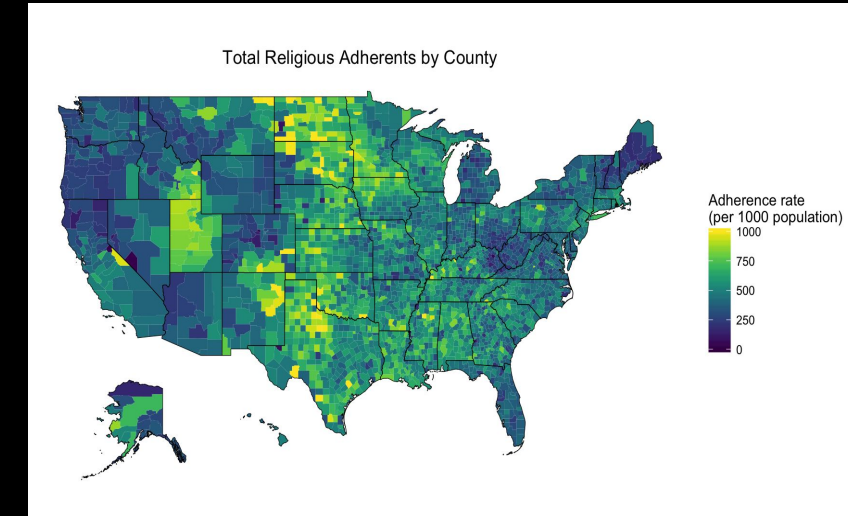 Total Religious Adherents by County
Adherence rate
(per 1000 population)
1000
750
500
250
0